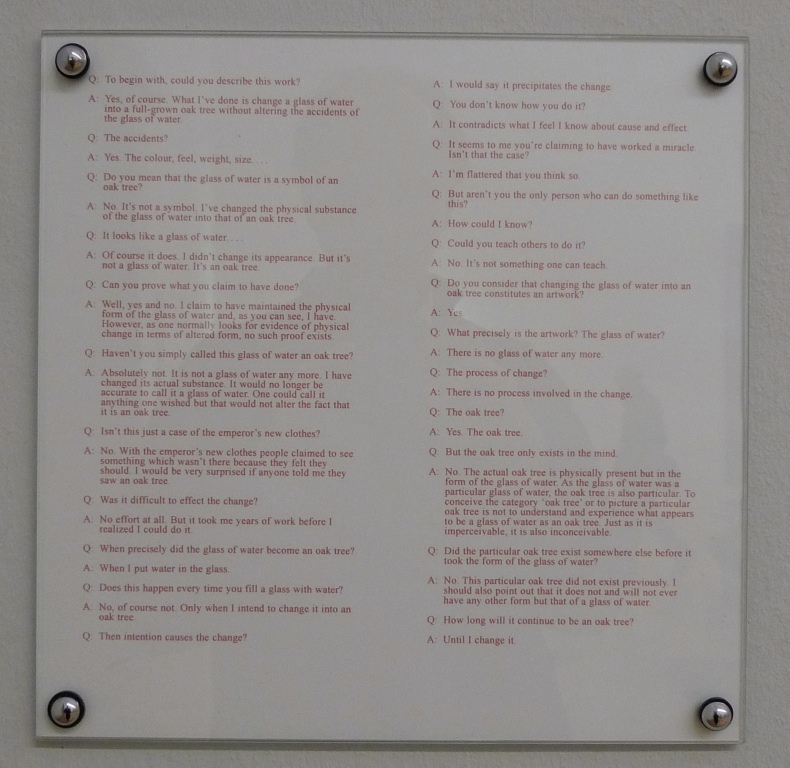 Q: To begin with, could you describe this work?
A: Yes, of course. What I've done is change a glass of water
into a full-grown oak tree without altering the accidents of
the glass of water.
Q: The accidents?
A: Yes. The colour, feel, weight, size....
Q: Do you mean that the glass of water is a symbol of an
oak tree?
A: No. It's not a symbol. I've changed the physical substance
of the glass of water into that of an oak tree.
Q: It looks like a glass of water....
A: Of course it does. I didn't change its appearance. But it's
not a glass of water. It's an oak tree.
Q: Can you prove what you claim to have done?
A: Well, yes and no. I claim to have maintained the physical
form of the glass of water and, as you can see, I have.
However, as one normally looks for evidence of physical
change in terms of altered form, no such proof exists.
Q: Haven't you simply called this glass of water an oak tree?
A: Absolutely not. It is not a glass of water any more. I have
changed its actual substance. It would no longer be
accurate to call it a glass of water. One could call it
anything one wished but that would not alter the fact that
it is an oak tree.
Q: Isn't this just a case of the emperor's new clothes?
A: No. With the emperor's new clothes people claimed to see
something which wasn't there because they felt they
should. I would be very surprised if anyone told me they
saw an oak tree.
Q: Was it difficult to effect the change?
A: No effort at all. But it took me years of work before I
realized I could do it.
Q: When precisely did the glass of water become an oak tree?
A: When I put water in the glass.
Q: Does this happen every time you fill a glass with water?
A: No, of course not. Only when I intend to change it into an
oak tree.
Q: Then intention causes the change?
A: I would say it precipitates the change.
Q: You don't know how you do it?
A: It contradicts what I feel I know about cause and effect.
Q: It seems to me you're claiming to have worked a miracle.
Isn't that the case?
A: I'm flattered that you think so.
Q: But aren't you the only person who can do something like
this?
A: How could I know?
Q: Could you teach others to do it?
A: No. It's not something one can teach.
Q: Do you consider that changing the glass of water into an
oak tree constitutes an artwork?
A: Yes.
Q: What precisely is the artwork? The glass of water?
A: There is no glass of water any more.
Q: The process of change?
A: There is no process involved in the change.
Q: The oak tree?
A: Yes. The oak tree.
Q: But the oak tree only exists in the mind.
A: No. The actual oak tree is physically present but in the
form of the glass of water. As the glass of water was a
particular glass of water, the oak tree is also particular. To
conceive the category 'oak tree' or to picture a particular
oak tree is not to understand and experience what appears
to be a glass of water as an oak tree. Just as it is
imperceivable, it is also inconceivable.
Q: Did the particular oak tree exist somewhere else before it
took the form of the glass of water?
A: No. This particular oak tree did not exist previously. I
should also point out that it does not and will not ever
have any other form but that of a glass of water.
Q: How long will it continue to be an oak tree?
A: Until I change it.